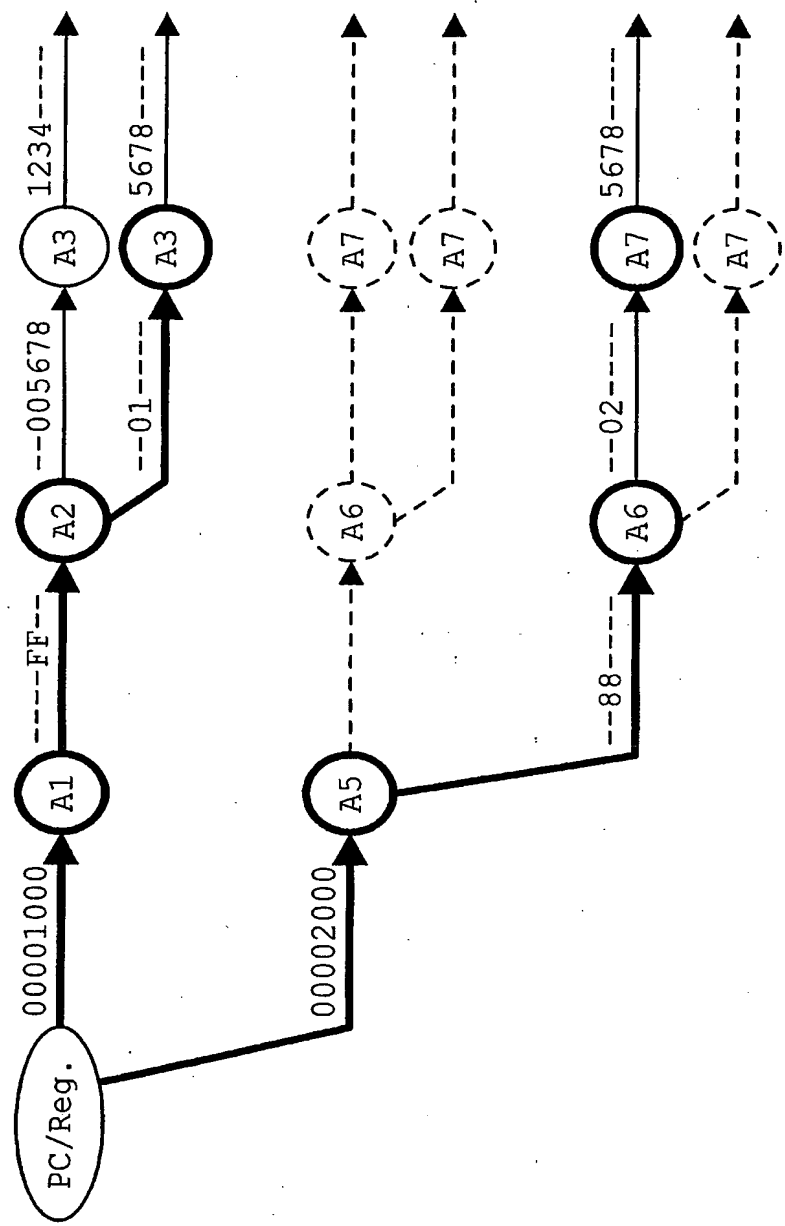 PC/Reg.
00001000
A1
----FF--
A2
--005678
A3
1234----
--01----
A3
5678----
00002000
A5
A6
A7
A7
--88----
A6
--02----
A7
5678----
A7